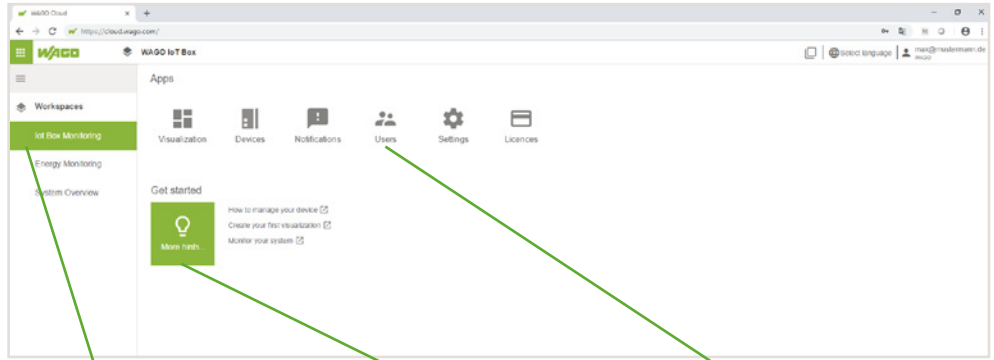 WAGO Cloud
https://cloud.wago.com/
WAGO
WAGO IoT Box
Select language
max@mustermann.de
WAGO
Apps
Workspaces
Iot Box Monitoring
Energy Monitoring
System Overview
Visualization
Devices
Notifications
Users
Settings
Licences
Get started
More hints...
How to manage your device
Create your first visualization
Monitor your system